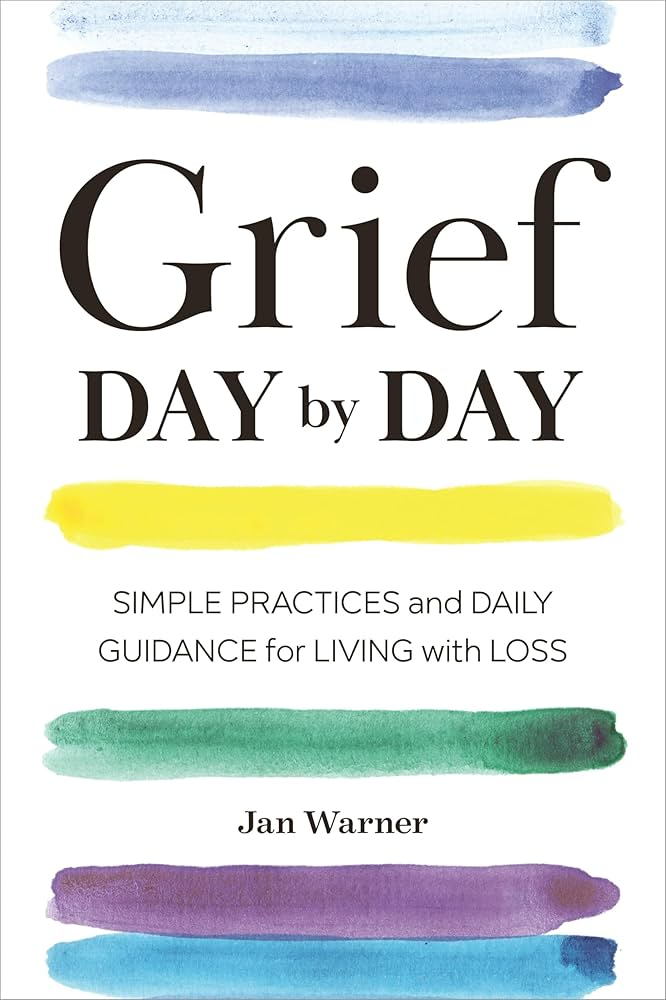 Grief
DAY by DAY
SIMPLE PRACTICES and DAILY
GUIDANCE for LIVING with LOSS
Jan Warner